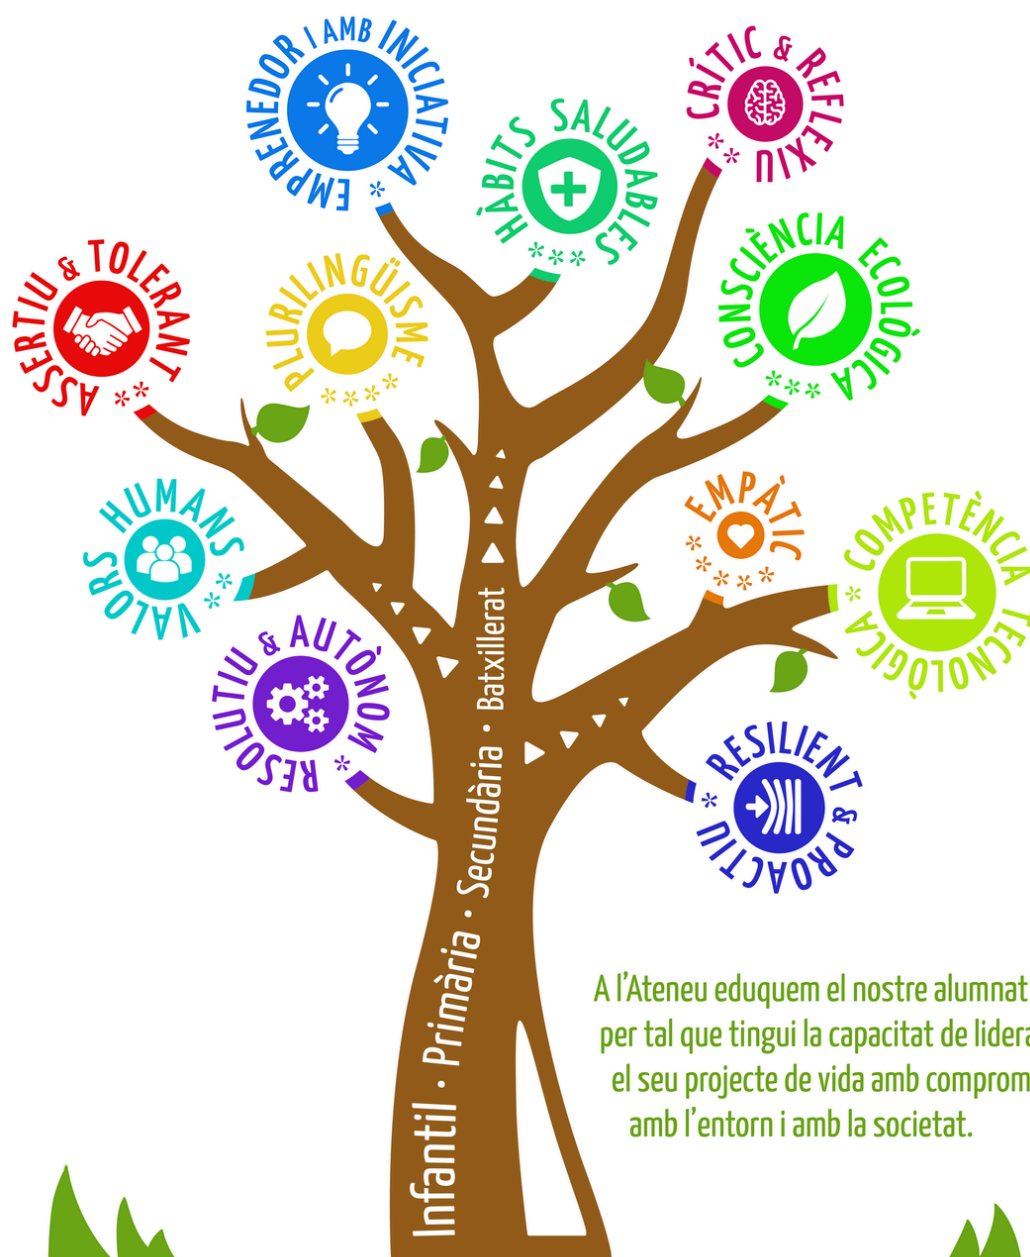 EMPRENEDOR I AMB INICIATIVA *
CRÍTIC & REFLEXIU **
HÀBITS SALUDABLES ***
ASSERTIU & TOLERANT **
PLURILINGÜISME ****
CONSCIÈNCIA ECOLÒGICA ***
VALORS HUMANS **
EMPÀTIC *****
COMPETÈNCIA TECNOLÒGICA *
RESOLUTIU & AUTÒNOM *
RESILIENT & PROACTIU *
Infantil · Primària · Secundària · Batxillerat
A l'Ateneu eduquem el nostre alumnat
per tal que tingui la capacitat de
el seu projecte de vida amb
amb l'entorn i amb la societat.